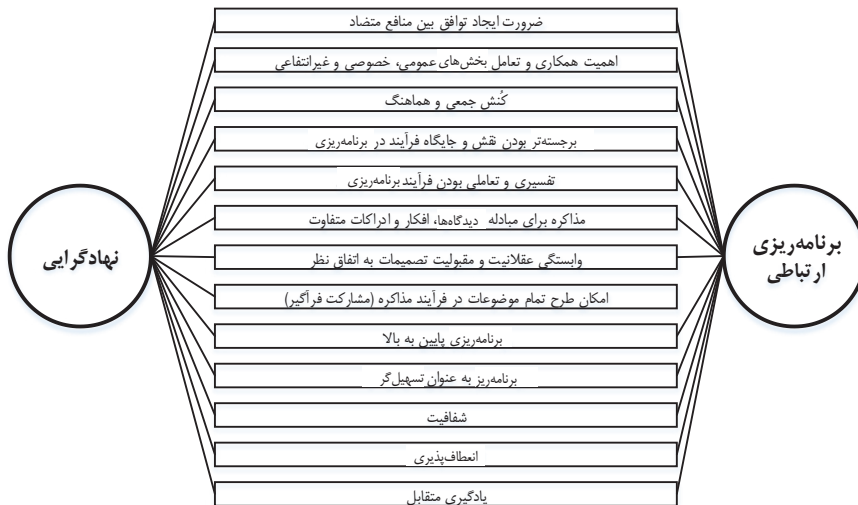 ضرورت ایجاد توافق بین منافع متضاد
اهمیت همکاری و تعامل بخش‌های عمومی، خصوصی و غیرانتفاعی
کُنش جمعی و هماهنگ
برجسته‌تر بودن نقش و جایگاه فرآیند در برنامه‌ریزی
تفسیری و تعاملی بودن فرآیند برنامه‌ریزی
مذاکره برای مبادله دیدگاه‌ها، افکار و ادراکات متفاوت
وابستگی عقلانیت و مقبولیت تصمیمات به اتفاق نظر
امکان طرح تمام موضوعات در فرآیند مذاکره (مشارکت فراگیر)
برنامه‌ریزی پایین به بالا
برنامه‌ریز به عنوان تسهیل‌گر
شفافیت
انعطاف‌پذیری
یادگیری متقابل
برنامه‌ریزی
ارتباطی
نهادگرایی